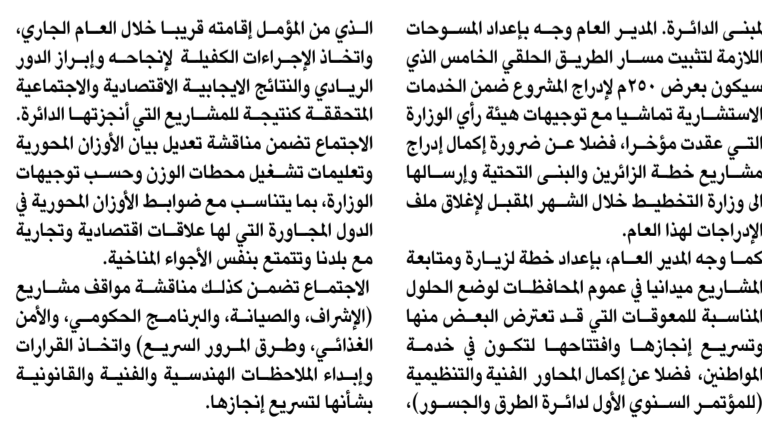 لمبنى الدائرة. المدير العام وجه بإعداد المسوحات
اللازمة لتثبيت مسار الطريق الحلقي الخامس الذي
سيكون بعرض ٢٥٠م لإدراج المشروع ضمن الخدمات
الاستشارية تماشيا مع توجيهات هيئة رأي الوزارة
التي عقدت مؤخرا، فضلا عن ضرورة إكمال إدراج
مشاريع خطة الزائرين والبنى التحتية وإرسالها
الى وزارة التخطيط خلال الشهر المقبل لإغلاق ملف
الإدراجات لهذا العام.
كما وجه المدير العام، بإعداد خطة لزيارة ومتابعة
المشاريع ميدانيا في عموم المحافظات لوضع الحلول
المناسبة للمعوقات التي قد تعترض البعض منها
وتسريع إنجازها وافتتاحها لتكون في خدمة
المواطنين، فضلا عن إكمال المحاور الفنية والتنظيمية
(للمؤتمر السنوي الأول لدائرة الطرق والجسور)،
الذي من المؤمل إقامته قريبا خلال العام الجاري،
واتخاذ الإجراءات الكفيلة لإنجاحه وإبراز الدور
الريادي والنتائج الايجابية الاقتصادية والاجتماعية
المتحققة كنتيجة للمشاريع التي أنجزتها الدائرة.
الاجتماع تضمن مناقشة تعديل بيان الأوزان المحورية
وتعليمات تشغيل محطات الوزن وحسب توجيهات
الوزارة، بما يتناسب مع ضوابط الأوزان المحورية في
الدول المجاورة التي لها علاقات اقتصادية وتجارية
مع بلدنا وتتمتع بنفس الأجواء المناخية.
الاجتماع تضمن كذلك مناقشة مواقف مشاريع
(الإشراف، والصيانة، والبرنامج الحكومي، والأمن
الغذائي، وطرق المرور السريع) واتخاذ القرارات
وإبداء الملاحظات الهندسية والفنية والقانونية
بشأنها لتسريع إنجازها.